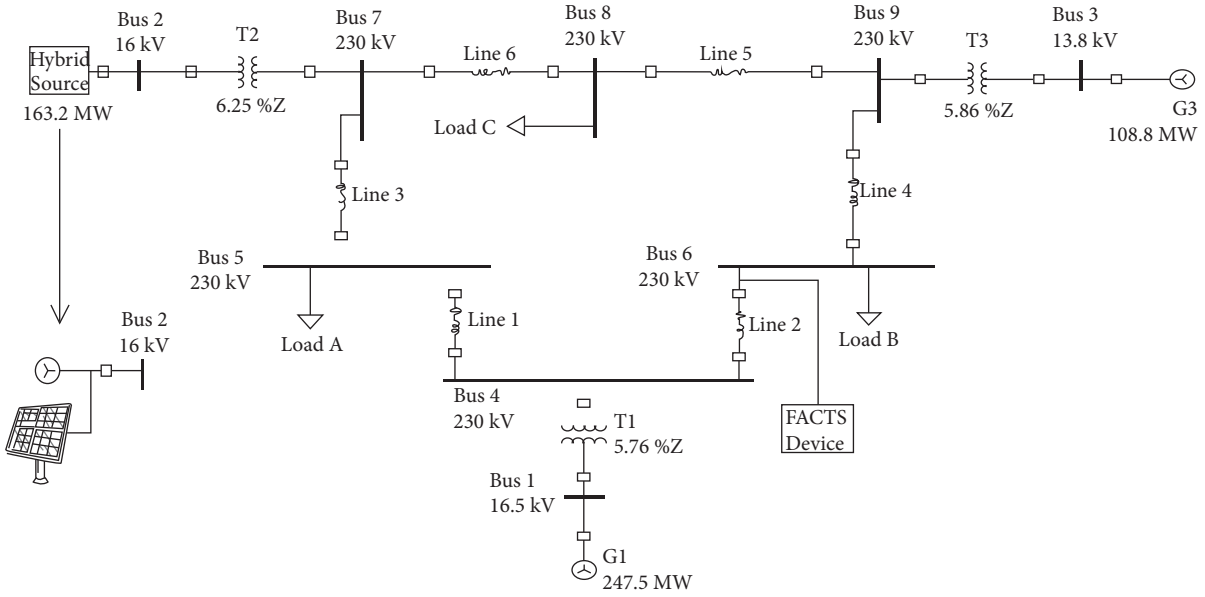 Hybrid
Source
163.2 MW
Bus 2
16 kV
T2
6.25 %Z
Bus 7
230 kV
Line 6
Bus 8
230 kV
Load C
Line 5
Bus 9
230 kV
T3
5.86 %Z
Bus 3
13.8 kV
G3
108.8 MW
Line 3
Line 4
Bus 5
230 kV
Load A
Bus 6
230 kV
Load B
Line 1
Line 2
Bus 2
16 kV
Bus 4
230 kV
T1
5.76 %Z
FACTS
Device
Bus 1
16.5 kV
G1
247.5 MW